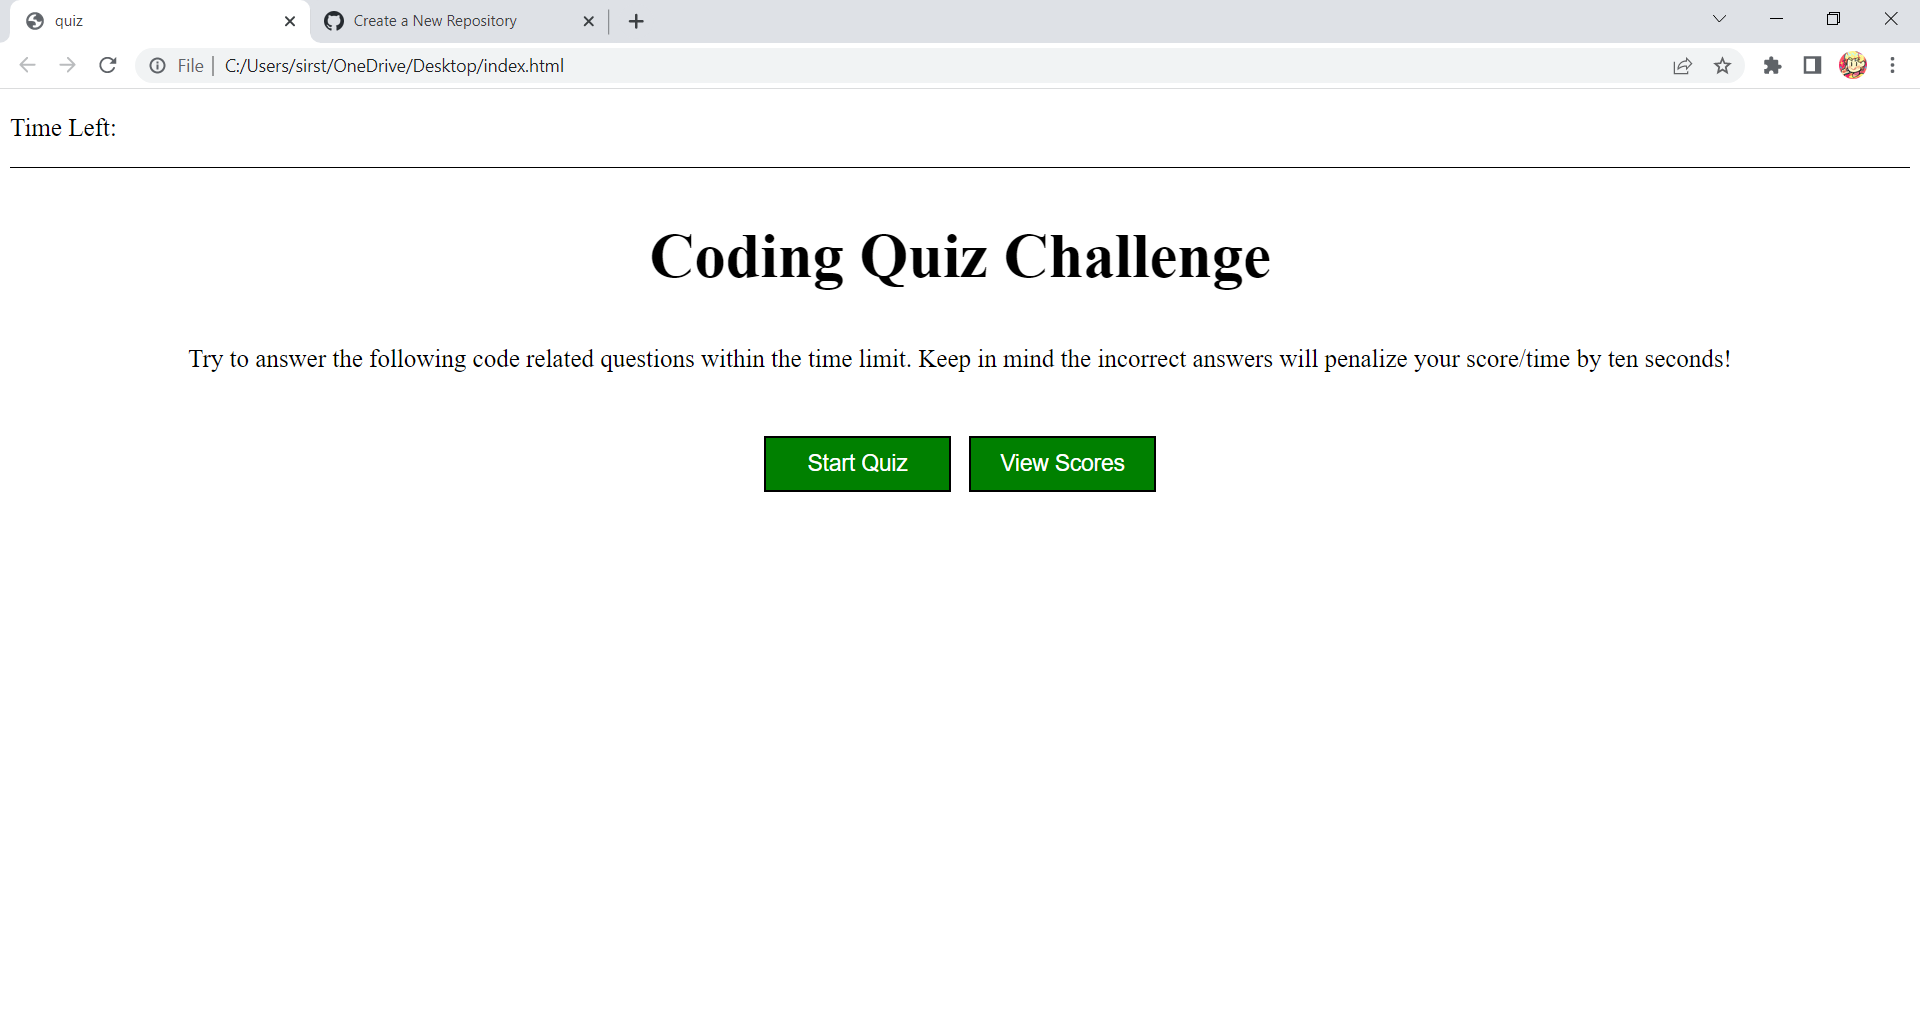 quiz
Create a New Repository
File
C:/Users/sirst/OneDrive/Desktop/index.html
Time Left:
Coding Quiz Challenge
Try to answer the following code related questions within the time limit. Keep in mind the incorrect answers will penalize your score/time by ten seconds!
Start Quiz
View Scores